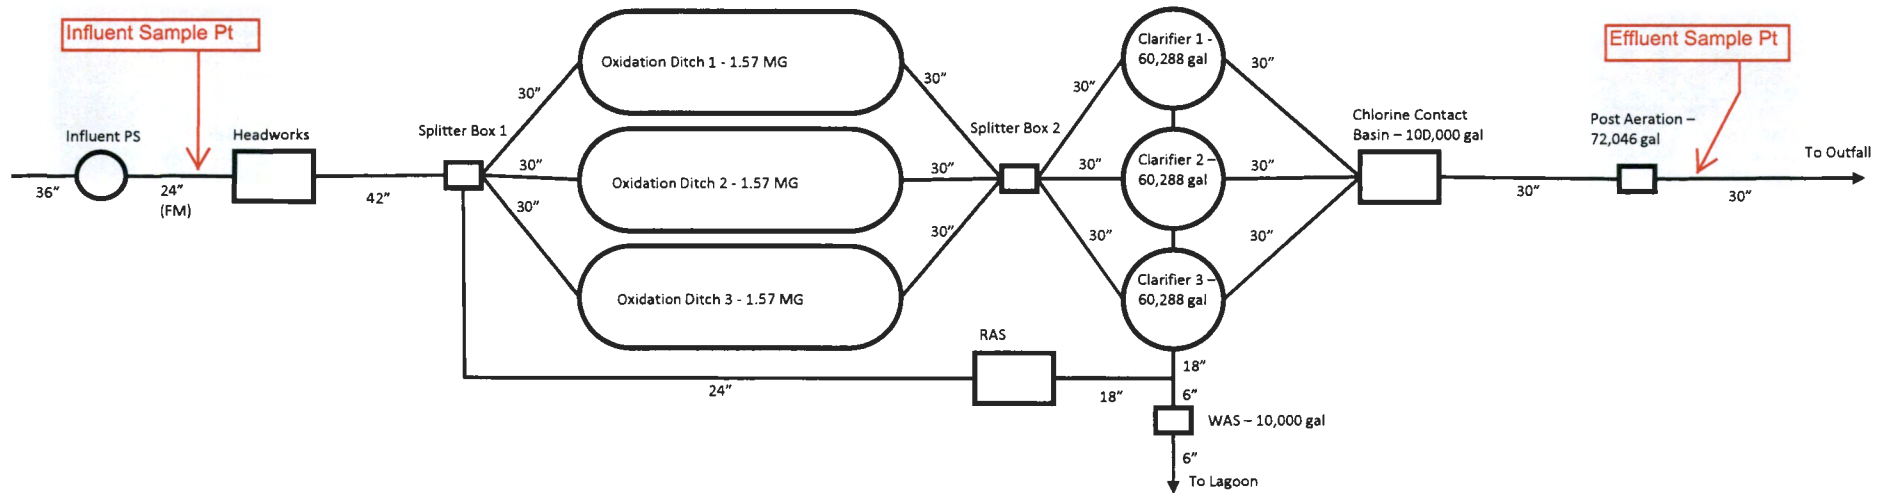 Influent Sample Pt
Effluent Sample Pt
Influent PS
Headworks
36”
24”
(FM)
42”
Splitter Box 1
30”
30”
30”
Oxidation Ditch 1 - 1.57 MG
Oxidation Ditch 2 - 1.57 MG
Oxidation Ditch 3 - 1.57 MG
30”
30”
30”
Splitter Box 2
30”
30”
30”
Clarifier 1 -
60,288 gal
Clarifier 2 –
60,288 gal
Clarifier 3 –
60,288 gal
30”
30”
30”
Chlorine Contact
Basin – 100,000 gal
30”
Post Aeration –
72,046 gal
30”
To Outfall
RAS
24”
18”
18”
6”
WAS – 10,000 gal
6”
To Lagoon